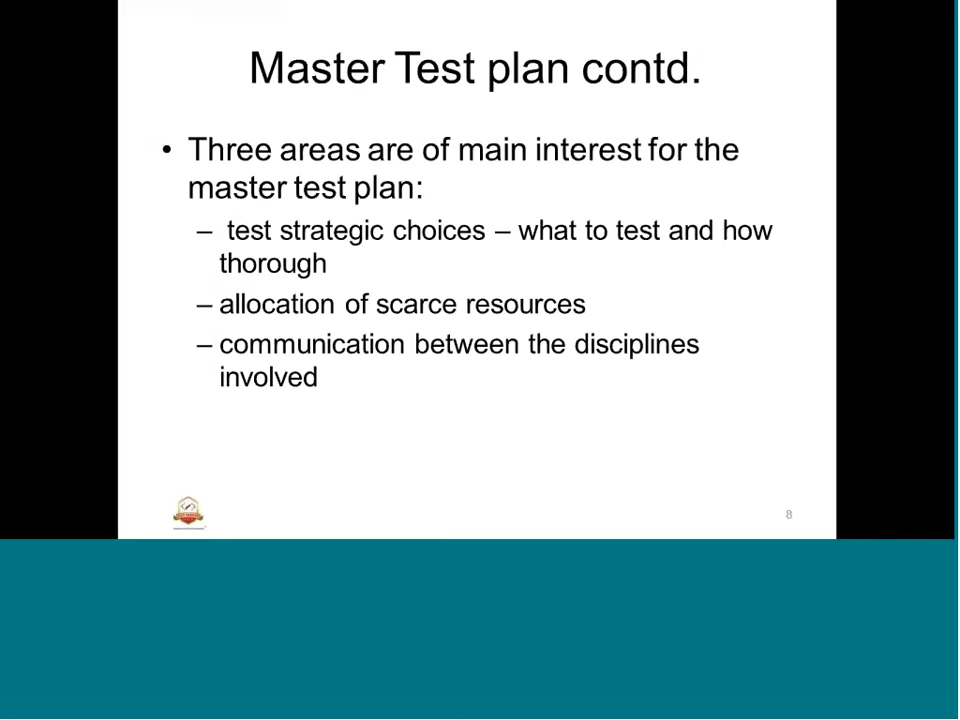 Master Test plan contd.
• Three areas are of main interest for the
master test plan:
– test strategic choices – what to test and how
thorough
– allocation of scarce resources
– communication between the disciplines
involved
8